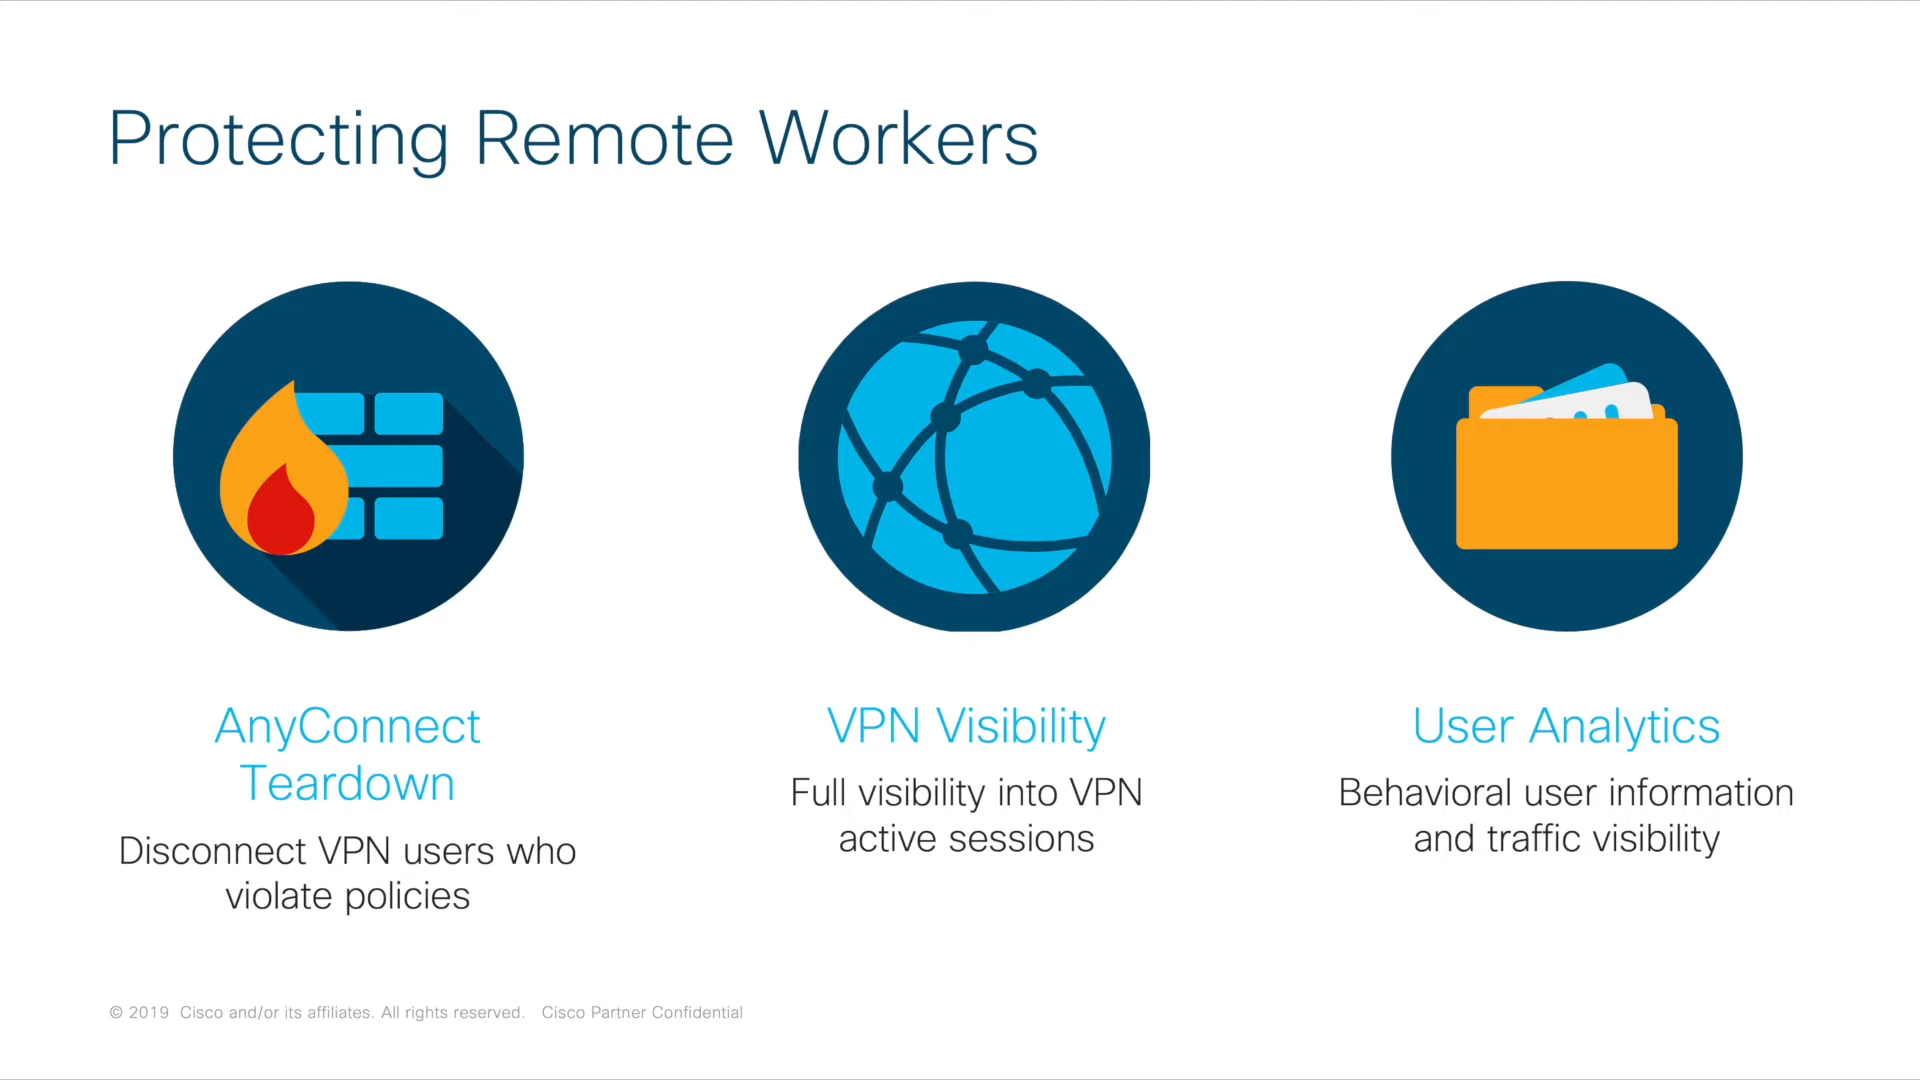 Protecting Remote Workers
AnyConnect
Teardown
Disconnect VPN users who
violate policies
VPN Visibility
Full visibility into VPN
active sessions
User Analytics
Behavioral user information
and traffic visibility
© 2019 Cisco and/or its affiliates. All rights reserved. Cisco Partner Confidential